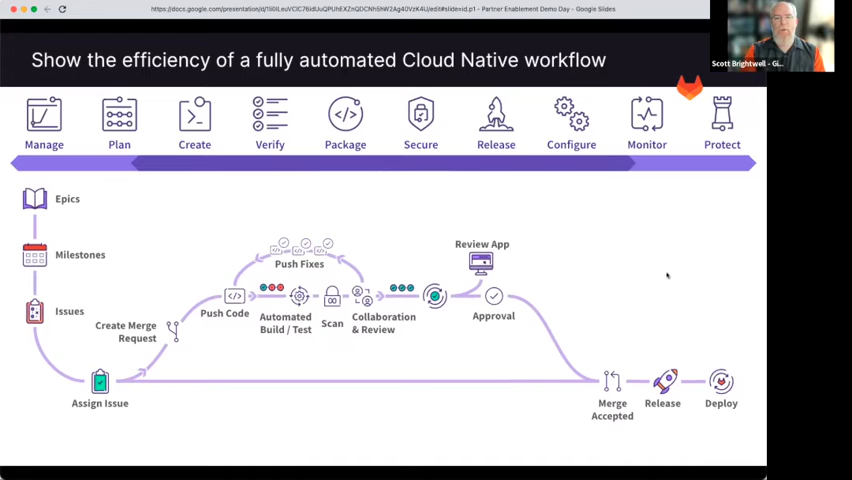 Partner Enablement Demo Day - Google Slides
Show the efficiency of a fully automated Cloud Native workflow
Scott Brightwell - Gi...
Manage
Plan
Create
Verify
Package
Secure
Release
Configure
Monitor
Protect
Epics
Milestones
Issues
Assign Issue
Create Merge
Request
Push Code
Push Fixes
Automated
Build / Test
Scan
Collaboration
& Review
Review App
Approval
Merge
Accepted
Release
Deploy